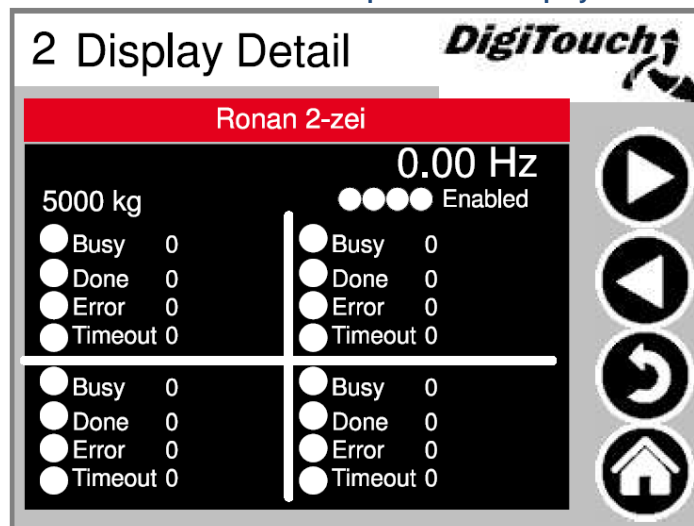 2 Display Detail
DigiTouch
Ronan 2-zei
0.00 Hz
5000 kg
Enabled
Busy 0 Busy 0
Done 0 Done 0
Error 0 Error 0
Timeout 0 Timeout 0
Busy 0 Busy 0
Done 0 Done 0
Error 0 Error 0
Timeout 0 Timeout 0